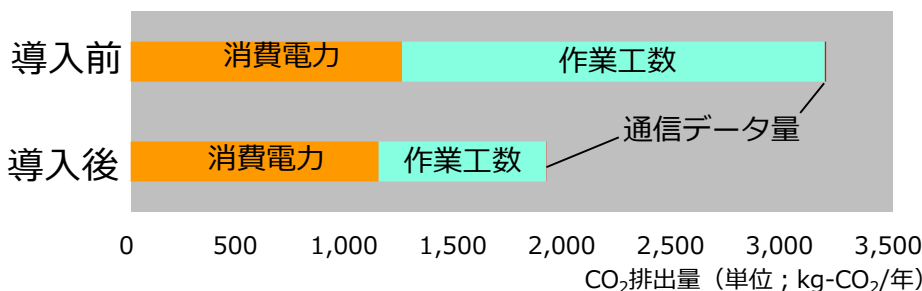 導入前
消費電力
作業工数
通信データ量
導入後
消費電力
作業工数
0 500 1,000 1,500 2,000 2,500 3,000 3,500
CO₂排出量（単位；kg-CO₂/年）